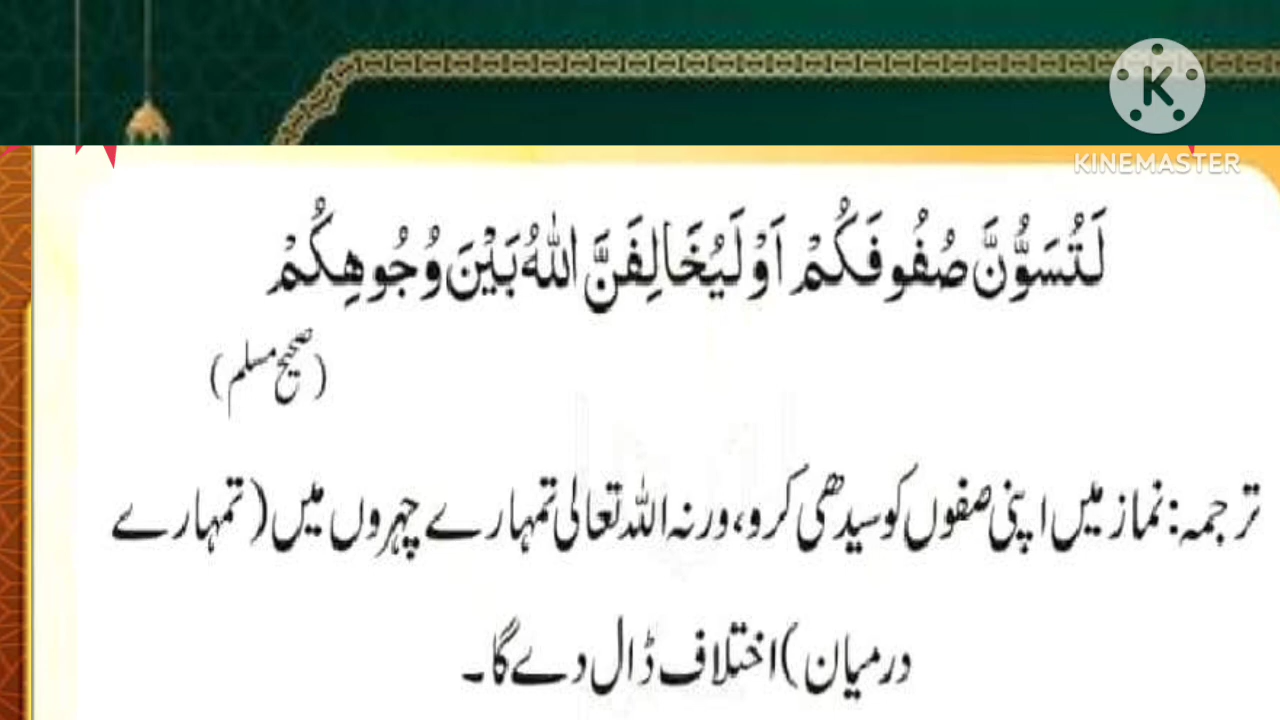 KINEMASTER
لَتُسَوُّنَّ صُفُوفَكُمْ اَوْ لَيُخَالِفَنَّ اللّٰهُ بَيْنَ وُجُوهِكُمْ
(صحیح مسلم)
ترجمہ: نماز میں اپنی صفوں کو سیدھی کرو، ورنہ اللہ تعالی تمہارے چہروں میں (تمہارے
درمیان) اختلاف ڈال دے گا۔